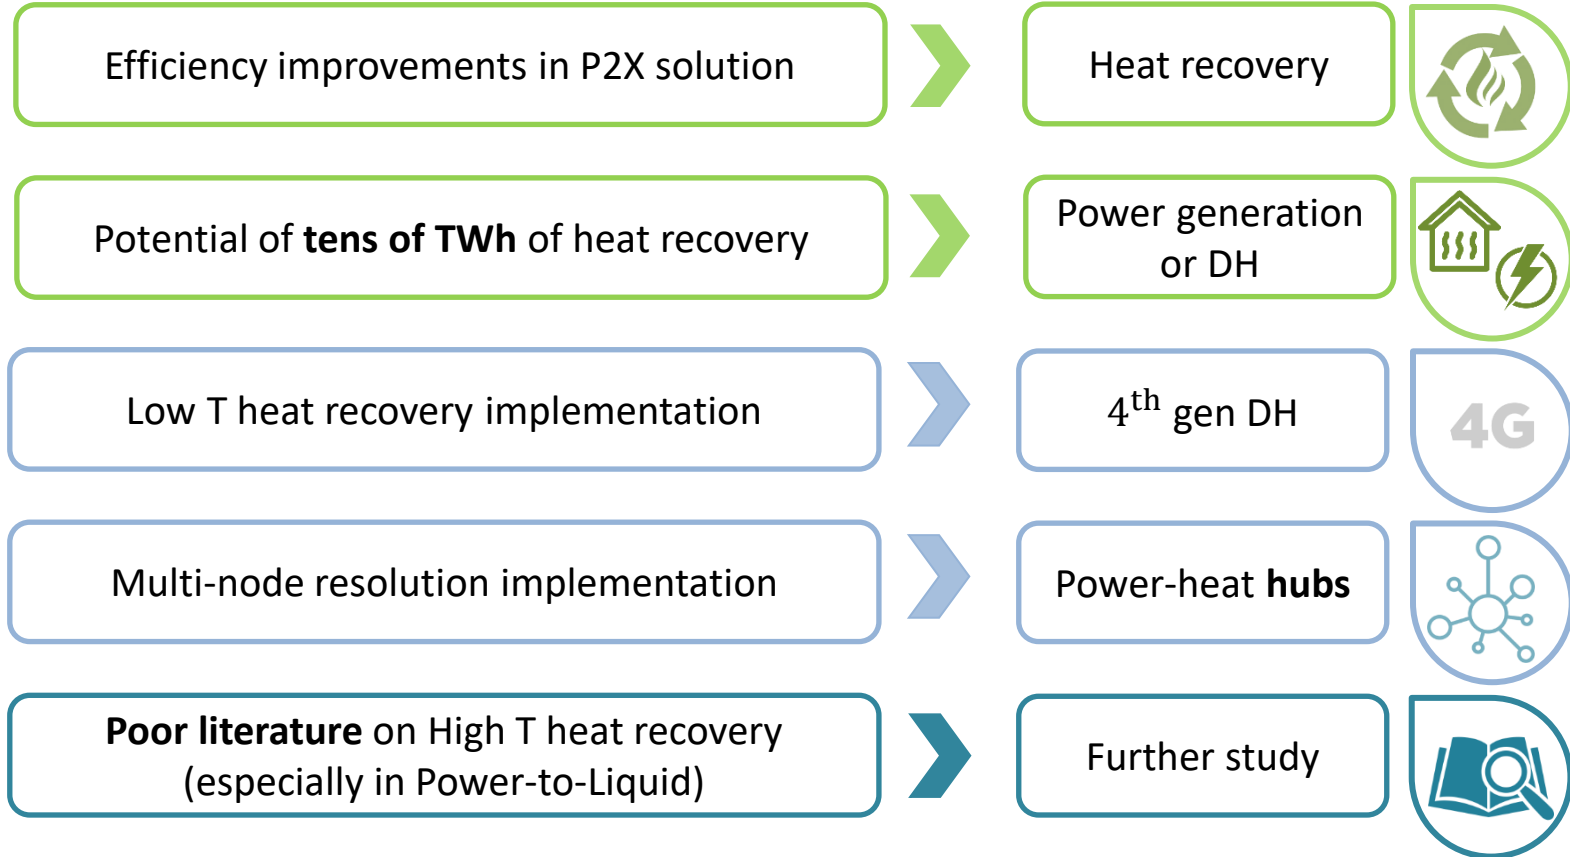 Efficiency improvements in P2X solution
Heat recovery
Potential of tens of TWh of heat recovery
Power generation
or DH
Low T heat recovery implementation
4th gen DH
4G
Multi-node resolution implementation
Power-heat hubs
Poor literature on High T heat recovery
(especially in Power-to-Liquid)
Further study